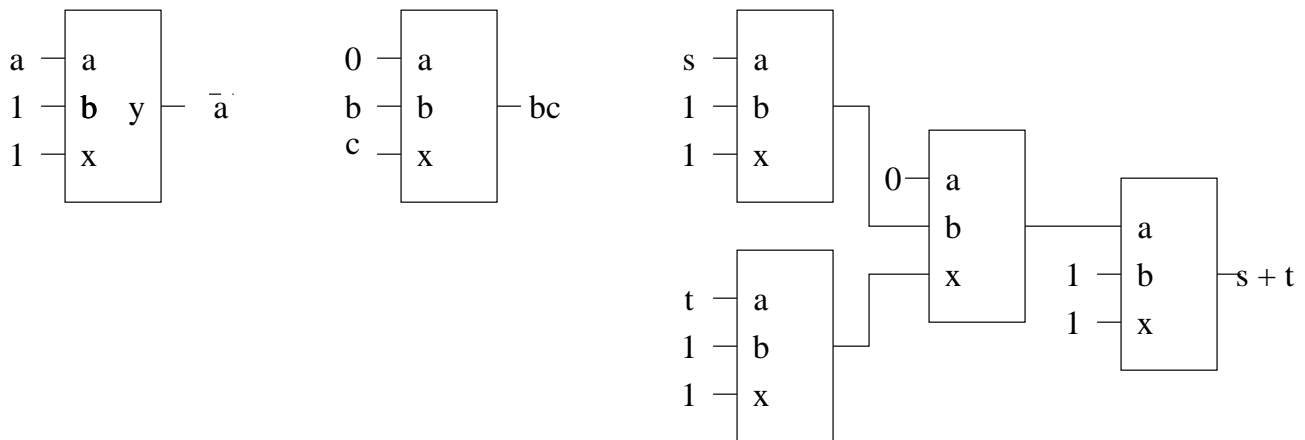 a a
1 b y a̅
1 x
0 a
b b bc
c x
s a
1 b
1 x
t a
1 b
1 x
0 a
b
x
a
1 b s + t
1 x